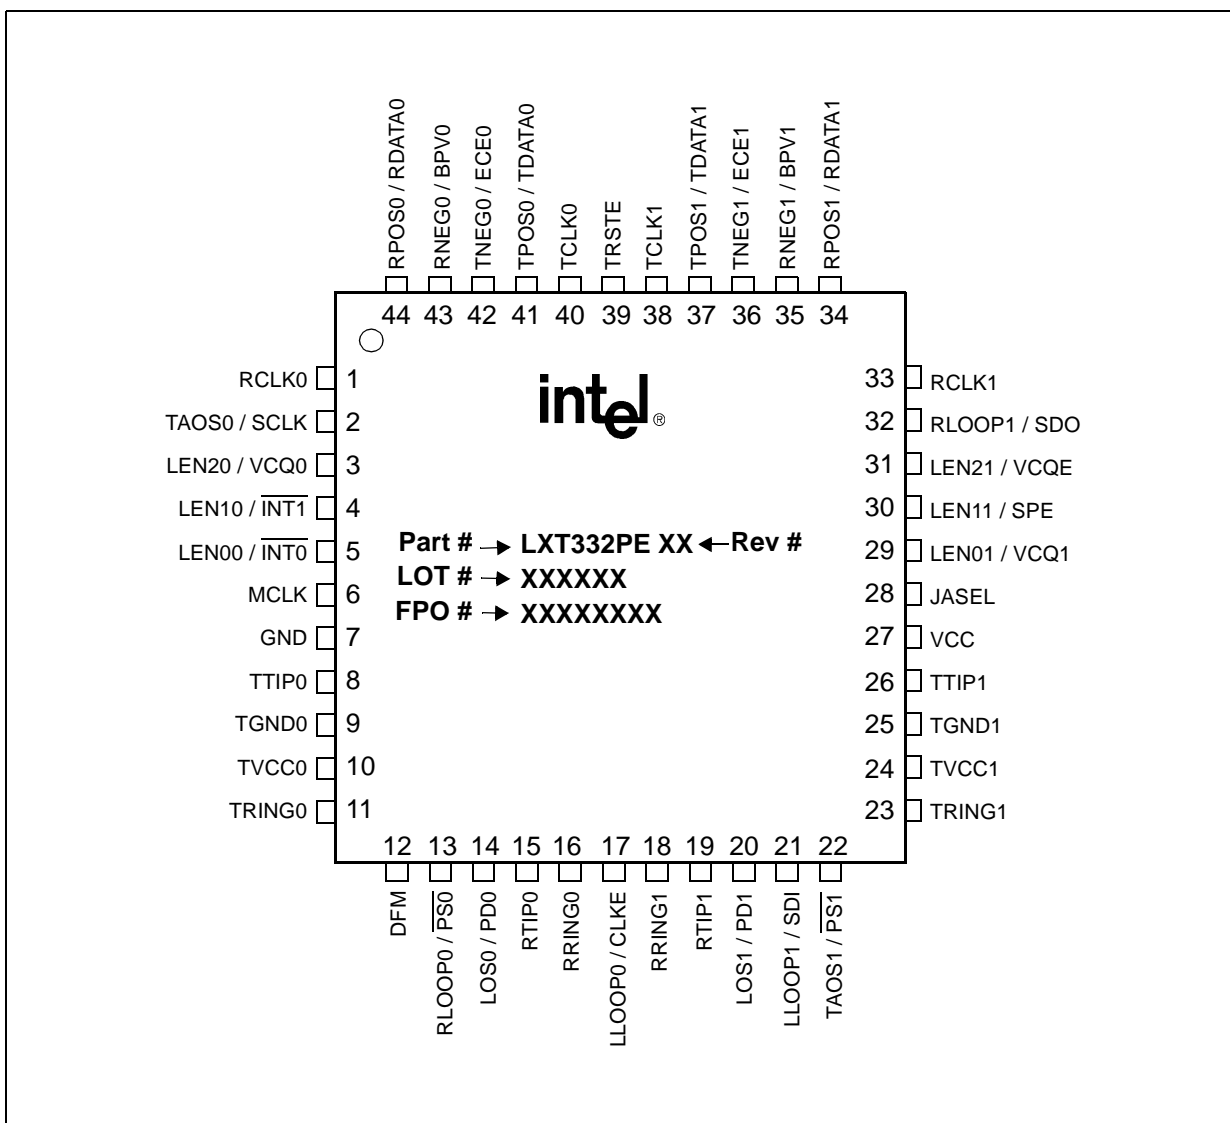 RPOS0 / RDATA0
RNEG0 / BPV0
TNEG0 / ECE0
TPOS0 / TDATA0
TCLK0
TRSTE
TCLK1
TPOS1 / TDATA1
TNEG1 / ECE1
RNEG1 / BPV1
RPOS1 / RDATA1
44 43 42 41 40 39 38 37 36 35 34
RCLK0 1
TAOS0 / SCLK 2
LEN20 / VCQ0 3
LEN10 / I̅N̅T̅1̅ 4
LEN00 / I̅N̅T̅0̅ 5
MCLK 6
GND 7
TTIP0 8
TGND0 9
TVCC0 10
TRING0 11
intel®
Part # → LXT332PE XX ← Rev #
LOT # → XXXXXX
FPO # → XXXXXXXX
33 RCLK1
32 RLOOP1 / SDO
31 LEN21 / VCQE
30 LEN11 / SPE
29 LEN01 / VCQ1
28 JASEL
27 VCC
26 TTIP1
25 TGND1
24 TVCC1
23 TRING1
12 13 14 15 16 17 18 19 20 21 22
DFM
RLOOP0 / P̅S̅0̅
LOS0 / PD0
RTIP0
RRING0
LLOOP0 / CLKE
RRING1
RTIP1
LOS1 / PD1
LLOOP1 / SDI
TAOS1 / P̅S̅1̅